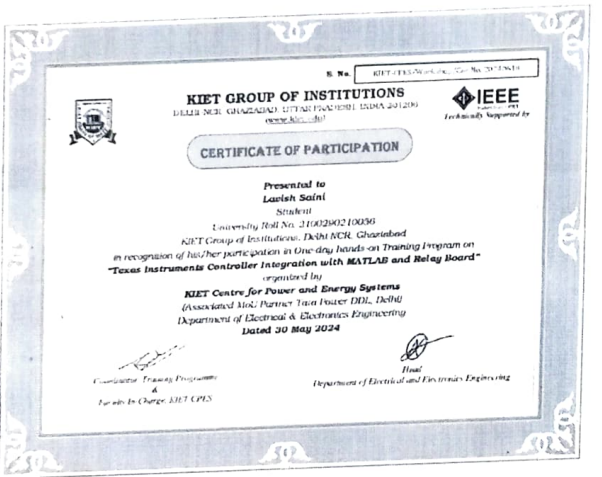 S. No.
KIET GROUP OF INSTITUTIONS
DELHI NCR, GHAZIABAD, UTTAR PRADESH, INDIA 201206
(www.kiet.edu)
IEEE
Technically Supported by
CERTIFICATE OF PARTICIPATION
Presented to
Lavish Saini
Student
University Roll No. 2100290210056
KIET Group of Institutions, Delhi NCR, Ghaziabad
in recognition of his/her participation in One-day hands-on Training Program on
"Texas Instruments Controller Integration with MATLAB and Relay Board"
organized by
KIET Centre for Power and Energy Systems
(Associated MoU Partner Tata Power DDL, Delhi)
Department of Electrical & Electronics Engineering
Dated 30 May 2024
Coordinator Training Programme
&
Faculty In-Charge, KIET CPES
Head
Department of Electrical and Electronics Engineering